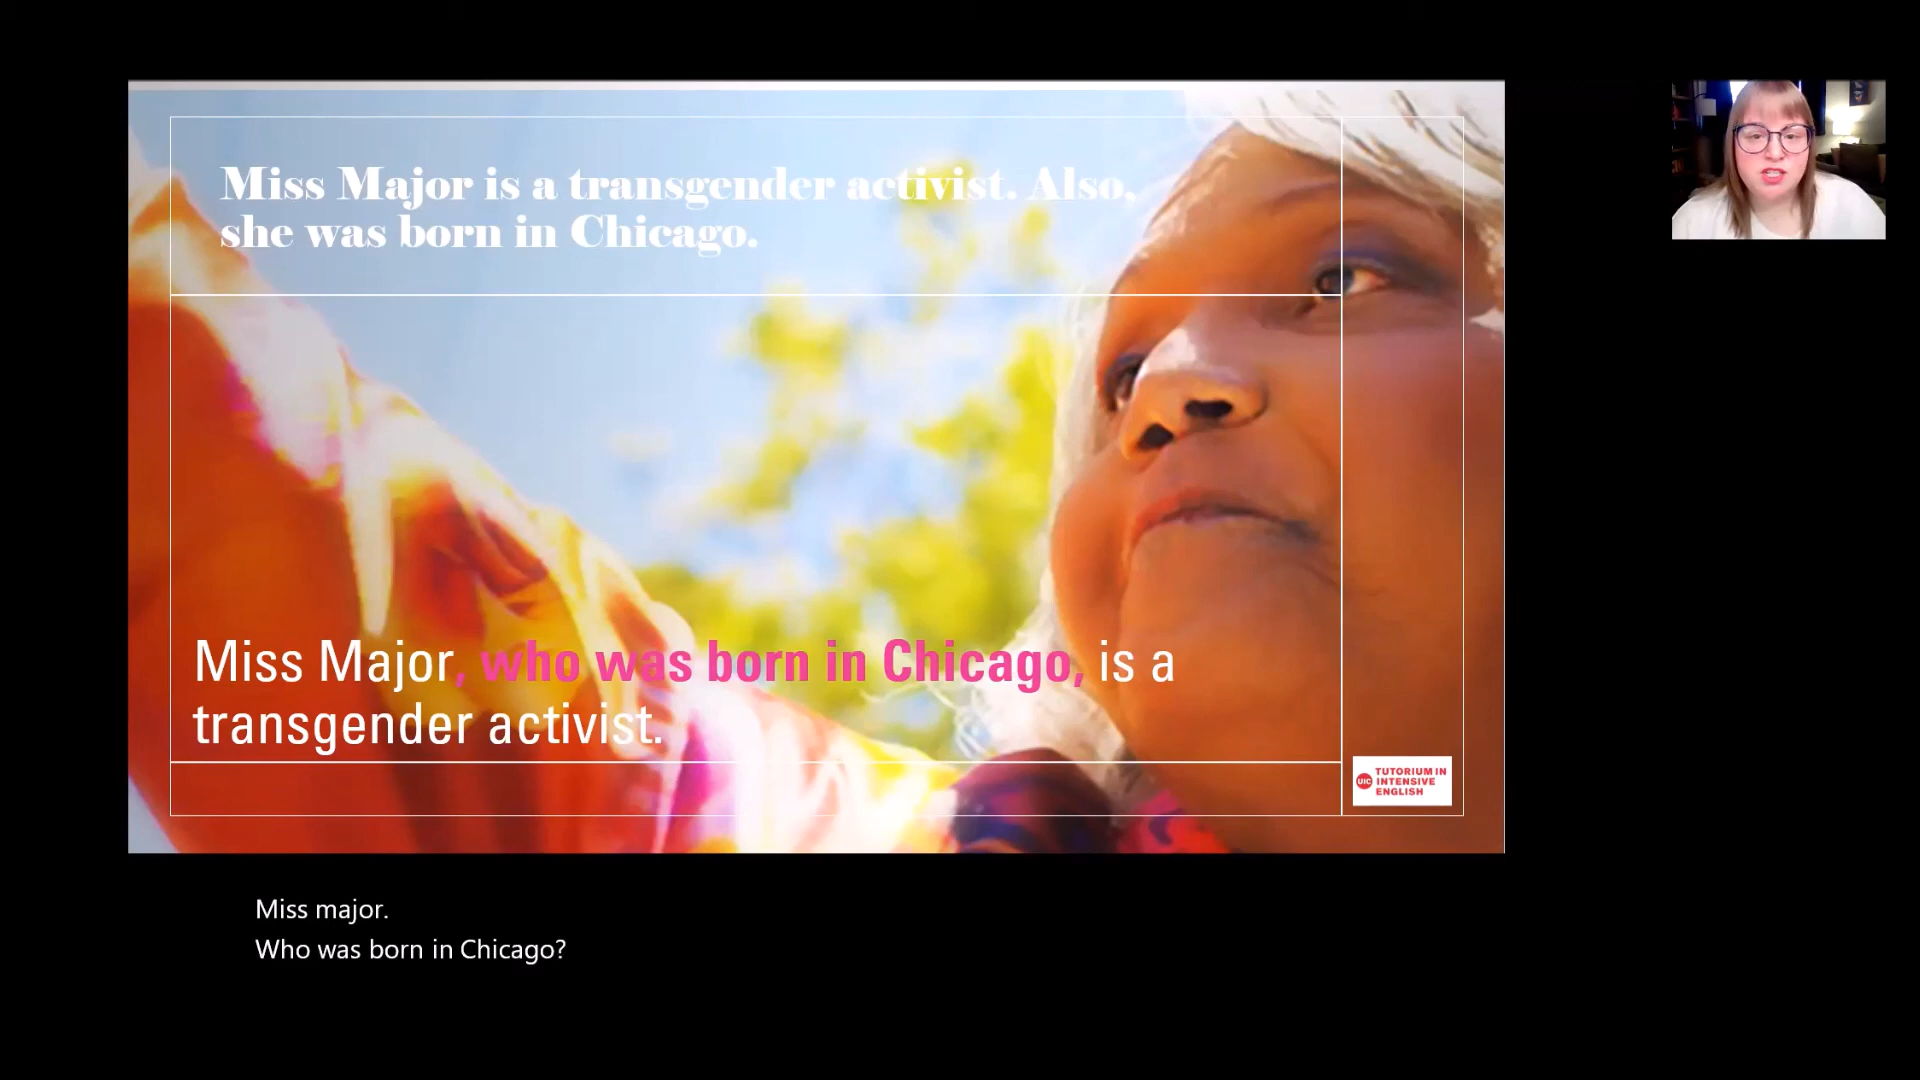 Miss Major is a transgender activist. Also,
she was born in Chicago.
Miss Major, who was born in Chicago, is a
transgender activist.
UIC
TUTORIUM IN
INTENSIVE
ENGLISH
Miss major.
Who was born in Chicago?